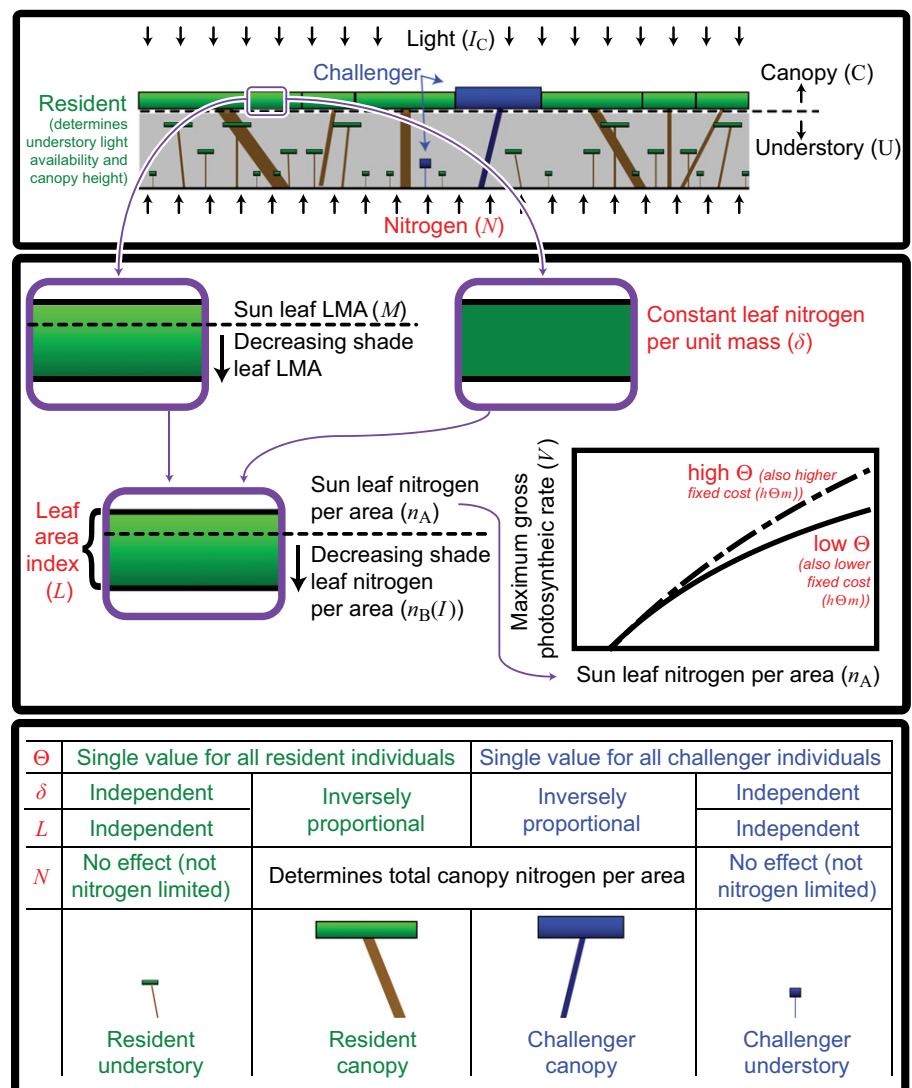 Light (I_C)
Challenger
Canopy (C)
Resident
(determines
understory light
availability and
canopy height)
Understory (U)
Nitrogen (N)
Sun leaf LMA (M)
Decreasing shade
leaf LMA
Constant leaf nitrogen
per unit mass (δ)
Leaf
area
index
(L)
Sun leaf nitrogen
per area (n_A)
Decreasing shade
leaf nitrogen
per area (n_B(I))
Maximum gross
photosyntheic rate (V)
high Θ (also higher
fixed cost (hΘm))
low Θ
(also lower
fixed cost
(hΘm))
Sun leaf nitrogen per area (n_A)
Θ Single value for all resident individuals Single value for all challenger individuals
δ Independent Inversely proportional Inversely proportional Independent
L Independent Independent
N No effect (not nitrogen limited) Determines total canopy nitrogen per area No effect (not nitrogen limited)
Resident understory Resident canopy Challenger canopy Challenger understory